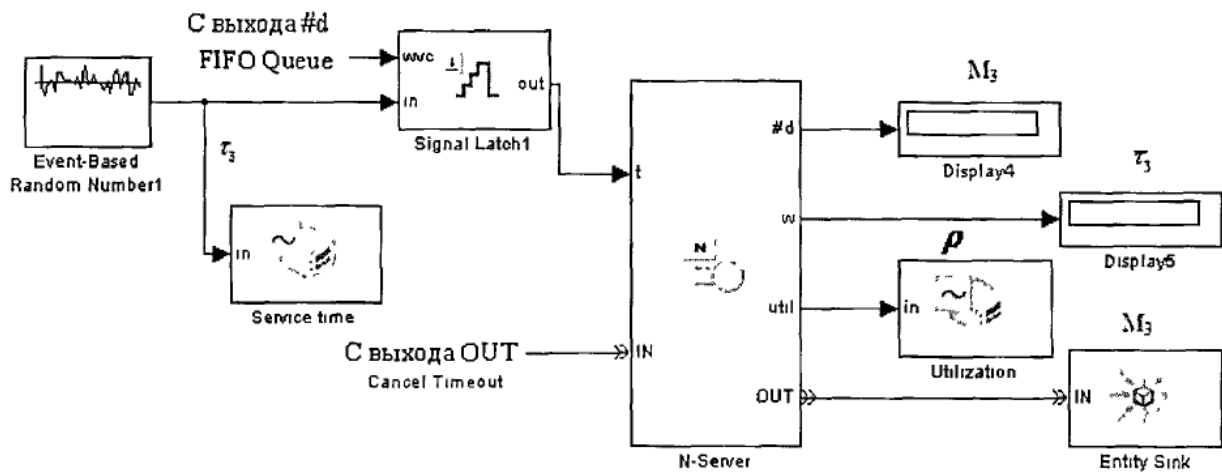 С выхода #d
FIFO Queue
wvc
in
out
Signal Latch1
Event-Based
Random Number1
τ₃
in
Service time
С выхода OUT
Cancel Timeout
t
IN
N
#d
w
util
OUT
N-Server
M₃
Display4
τ₃
Display5
ρ
in
Utilization
M₃
IN
Entity Sink